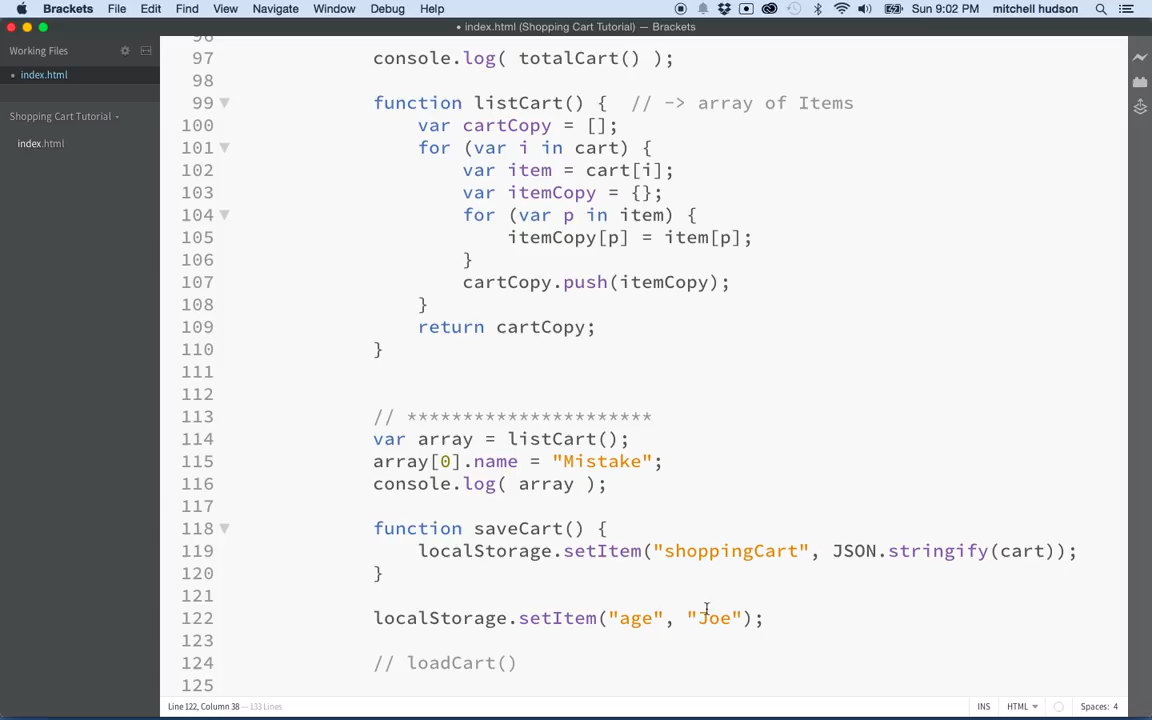 Brackets File Edit Find View Navigate Window Debug Help Sun 9:02 PM mitchell hudson
• index.html (Shopping Cart Tutorial) — Brackets
Working Files
• index.html
Shopping Cart Tutorial
index.html
97 console.log( totalCart() );
98
99 function listCart() { // -> array of Items
100 var cartCopy = [];
101 for (var i in cart) {
102 var item = cart[i];
103 var itemCopy = {};
104 for (var p in item) {
105 itemCopy[p] = item[p];
106 }
107 cartCopy.push(itemCopy);
108 }
109 return cartCopy;
110 }
111
112
113 // **********************
114 var array = listCart();
115 array[0].name = "Mistake";
116 console.log( array );
117
118 function saveCart() {
119 localStorage.setItem("shoppingCart", JSON.stringify(cart));
120 }
121
122 localStorage.setItem("age", "Joe");
123
124 // loadCart()
125
Line 122, Column 38 — 133 Lines INS HTML Spaces: 4